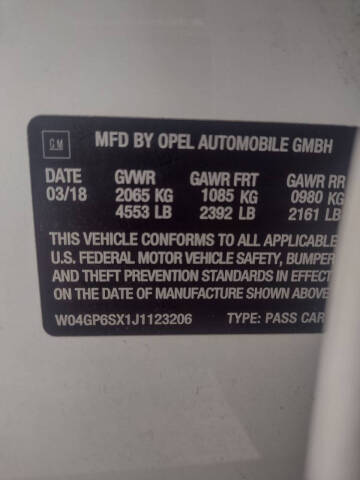 GM
MFD BY OPEL AUTOMOBILE GMBH
DATE GVWR GAWR FRT GAWR RR
03/18 2065 KG 1085 KG 0980 KG
4553 LB 2392 LB 2161 LB
THIS VEHICLE CONFORMS TO ALL APPLICABLE
U.S. FEDERAL MOTOR VEHICLE SAFETY, BUMPER
AND THEFT PREVENTION STANDARDS IN EFFECT
ON THE DATE OF MANUFACTURE SHOWN ABOVE
W04GP6SX1J1123206 TYPE: PASS CAR